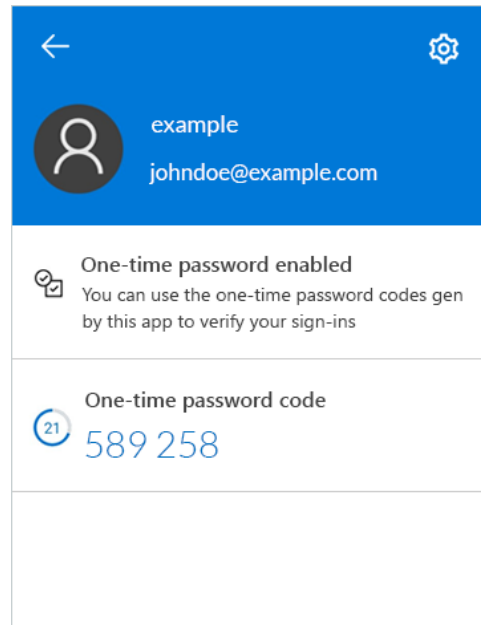 example
johndoe@example.com
One-time password enabled
You can use the one-time password codes gen
by this app to verify your sign-ins
One-time password code
21
589 258